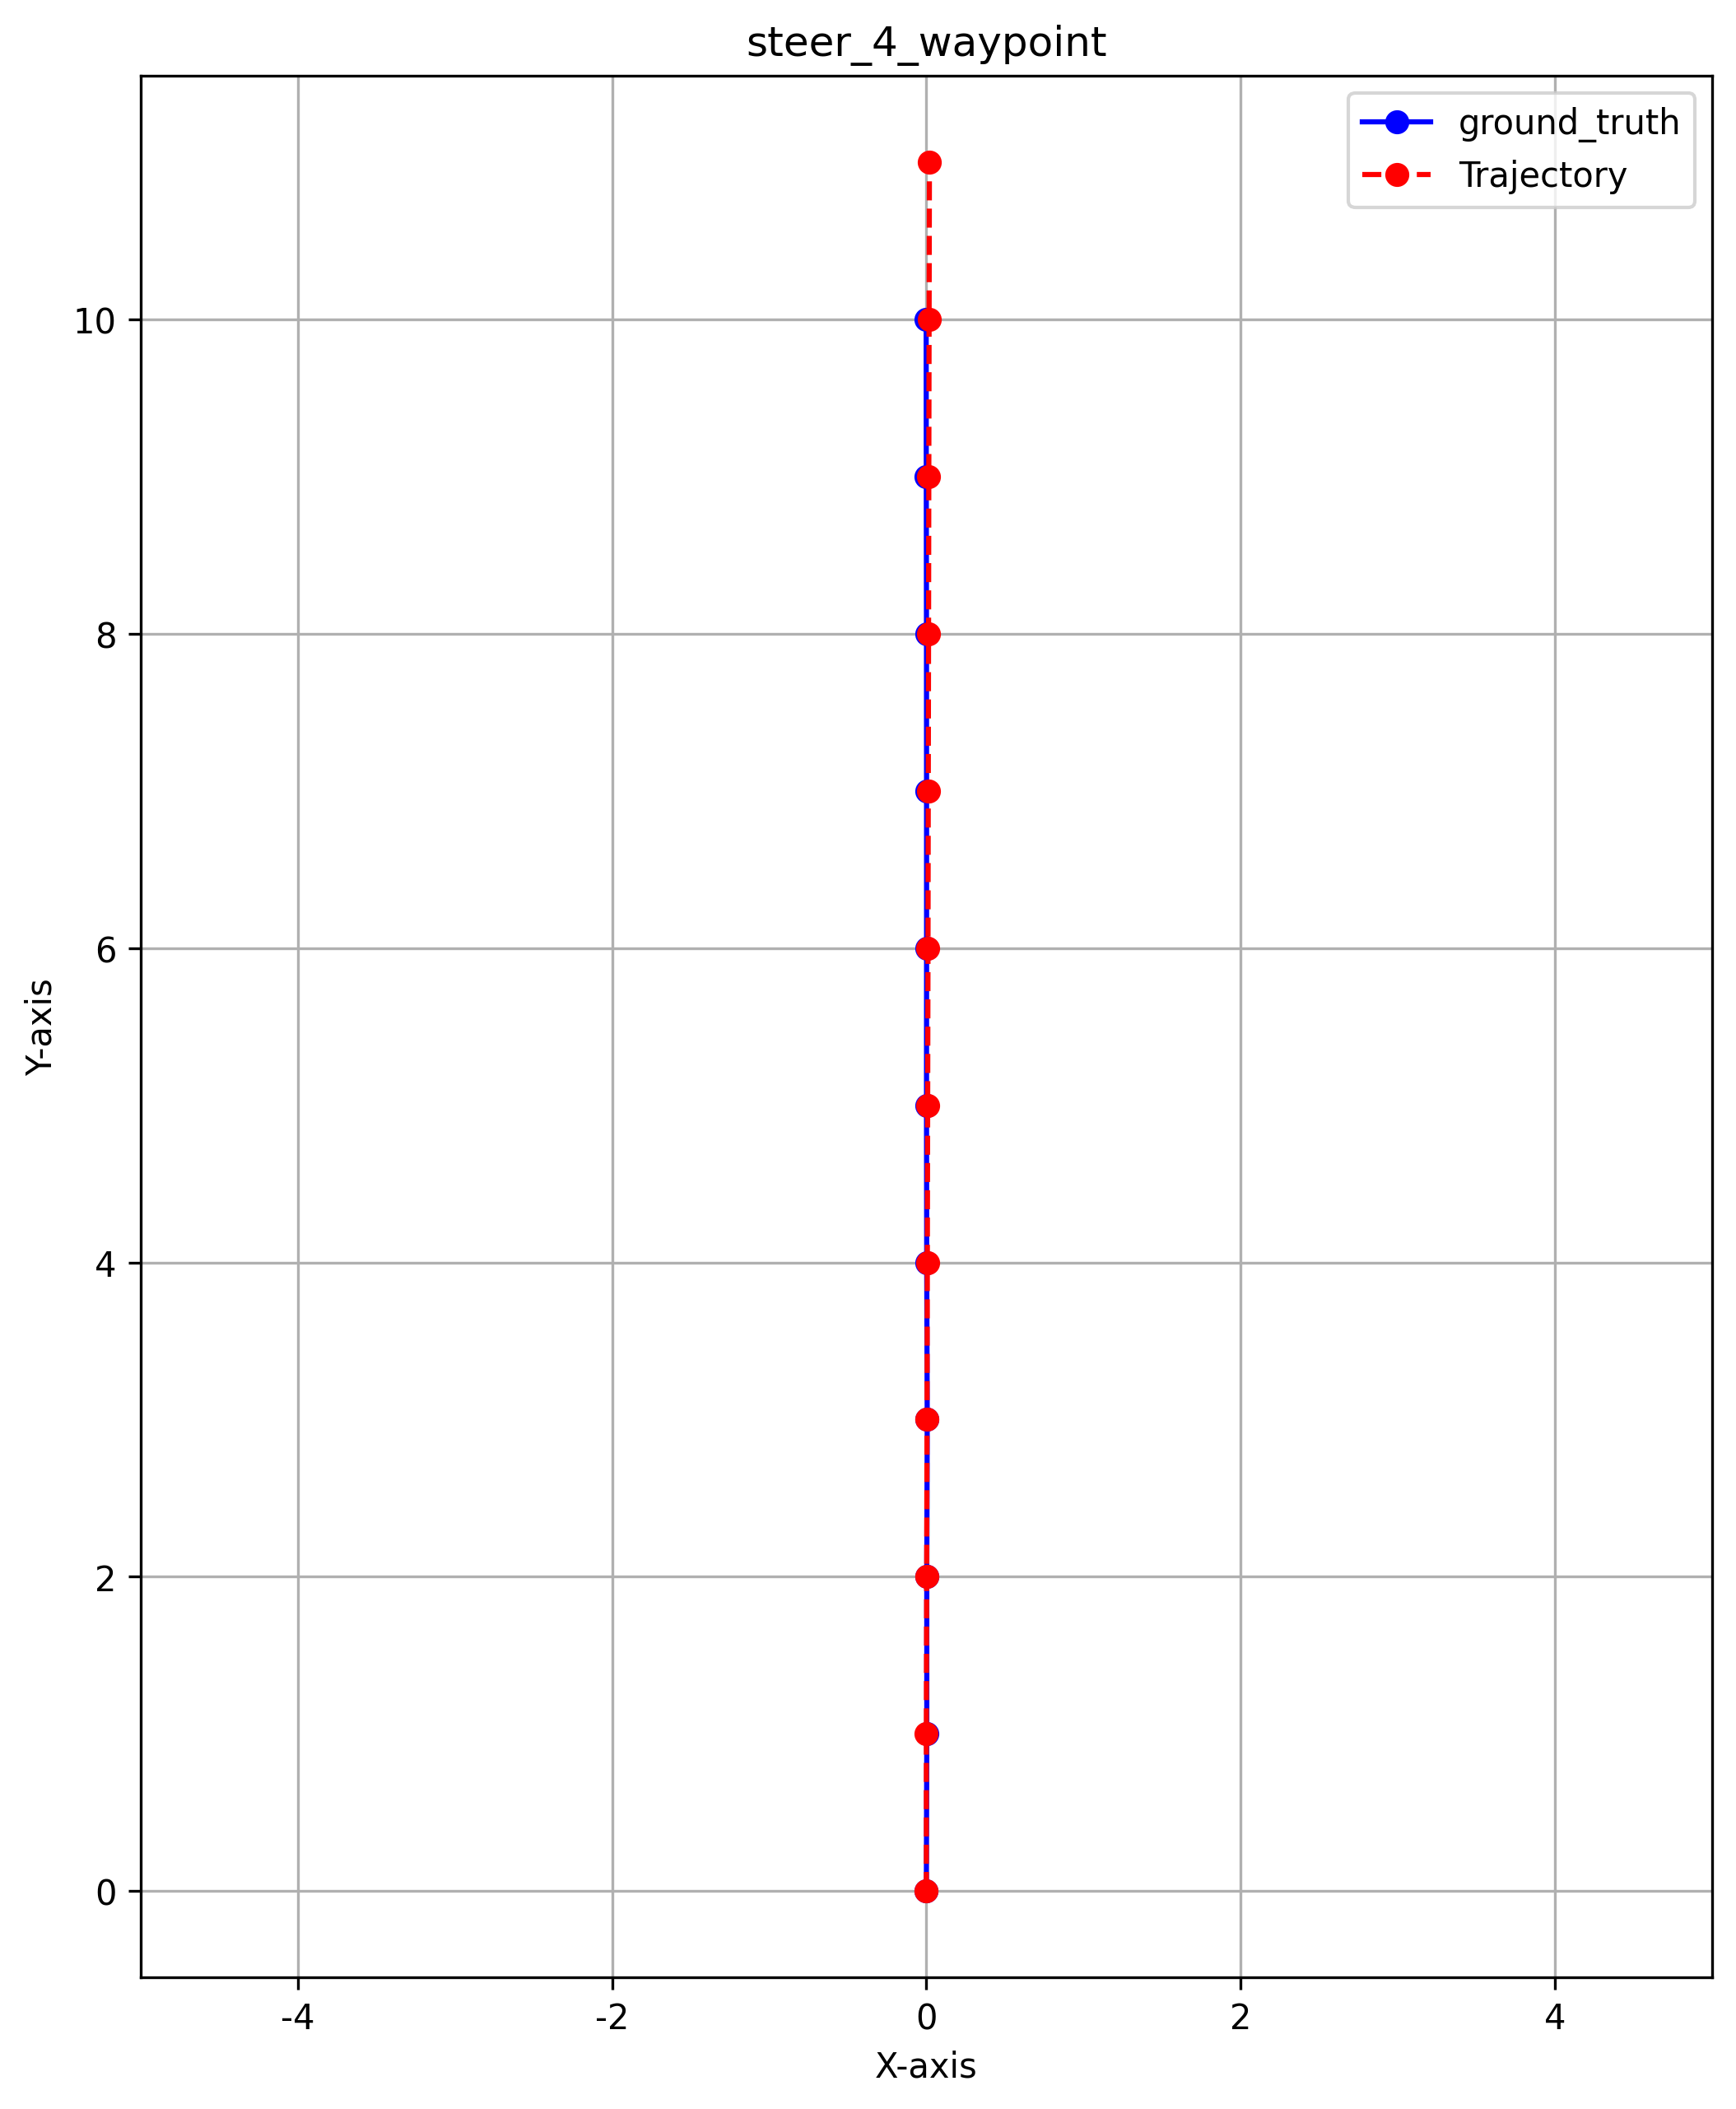 steer_4_waypoint
ground_truth
Trajectory
10
8
6
4
2
0
Y-axis
-4 -2 0 2 4
X-axis